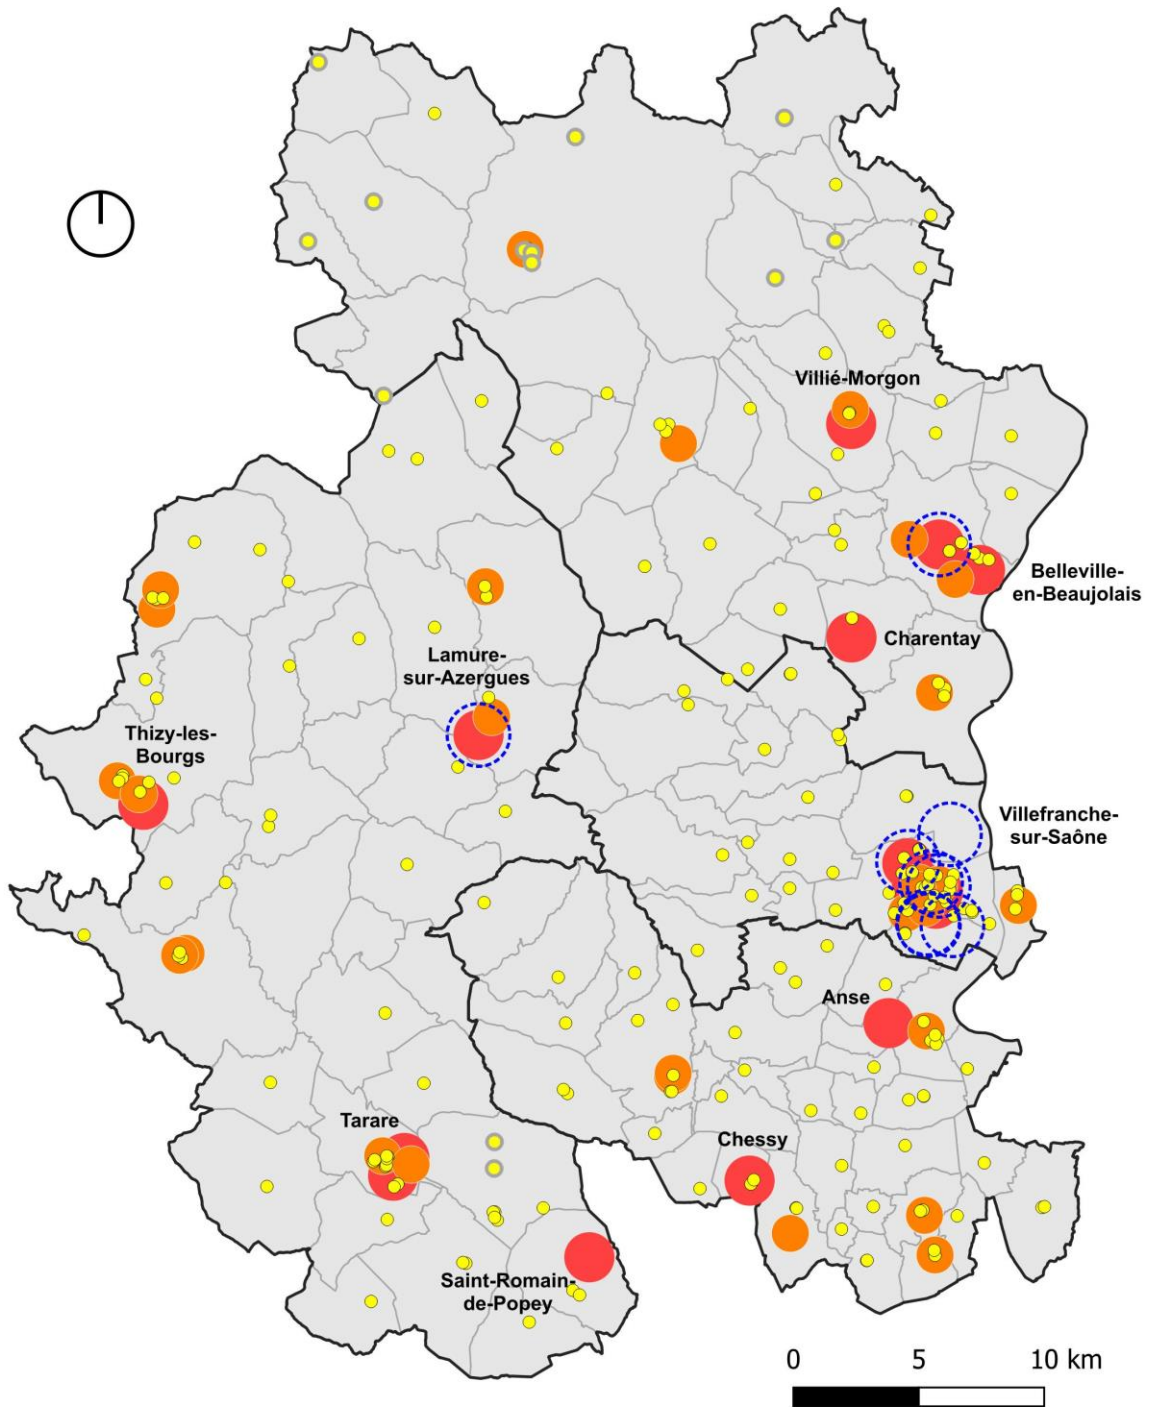 Villié-Morgon
Belleville-
en-Beaujolais
Charentay
Lamure-
sur-Azergues
Thizy-les-
Bourgs
Villefranche-
sur-Saône
Anse
Tarare
Chessy
Saint-Romain-
de-Popey
0 5 10 km